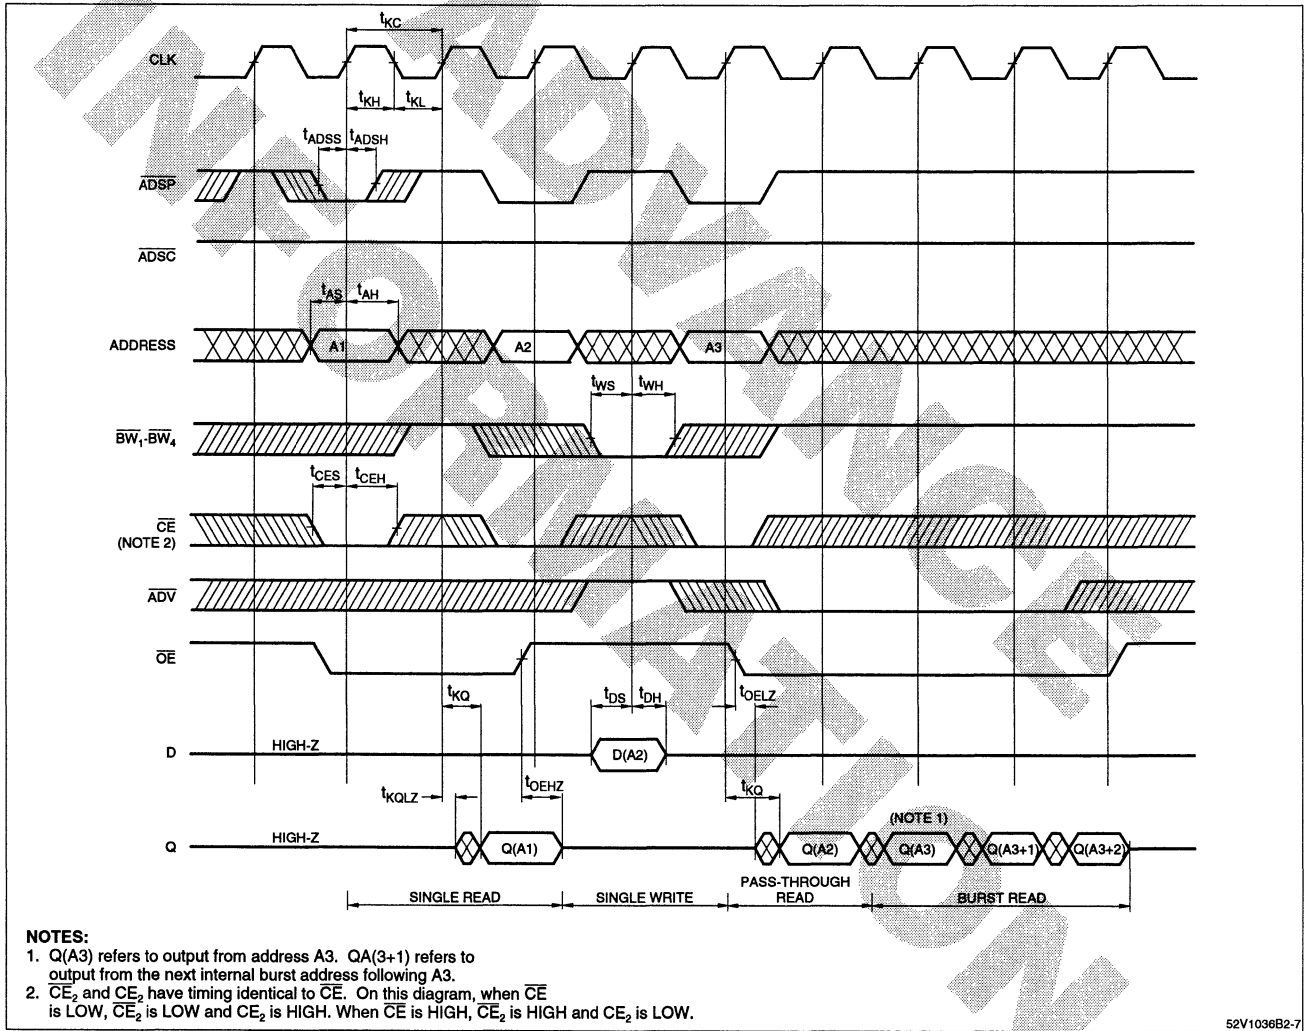 ADVANCE
INFORMATION
tKC
CLK
tKH tKL
tADSS tADSH
ADSP
ADSC
tAS tAH
ADDRESS A1 A2 A3
tWS tWH
BW1-BW4
tCES tCEH
CE
(NOTE 2)
ADV
OE
tKQ tDS tDH tOELZ
D HIGH-Z D(A2)
tKQLZ tOEHZ tKQ
(NOTE 1)
Q HIGH-Z Q(A1) Q(A2) Q(A3) Q(A3+1) Q(A3+2)
SINGLE READ SINGLE WRITE PASS-THROUGH READ BURST READ
NOTES:
1. Q(A3) refers to output from address A3. QA(3+1) refers to
output from the next internal burst address following A3.
2. CE2 and CE2 have timing identical to CE. On this diagram, when CE
is LOW, CE2 is LOW and CE2 is HIGH. When CE is HIGH, CE2 is HIGH and CE2 is LOW.
52V1036B2-7